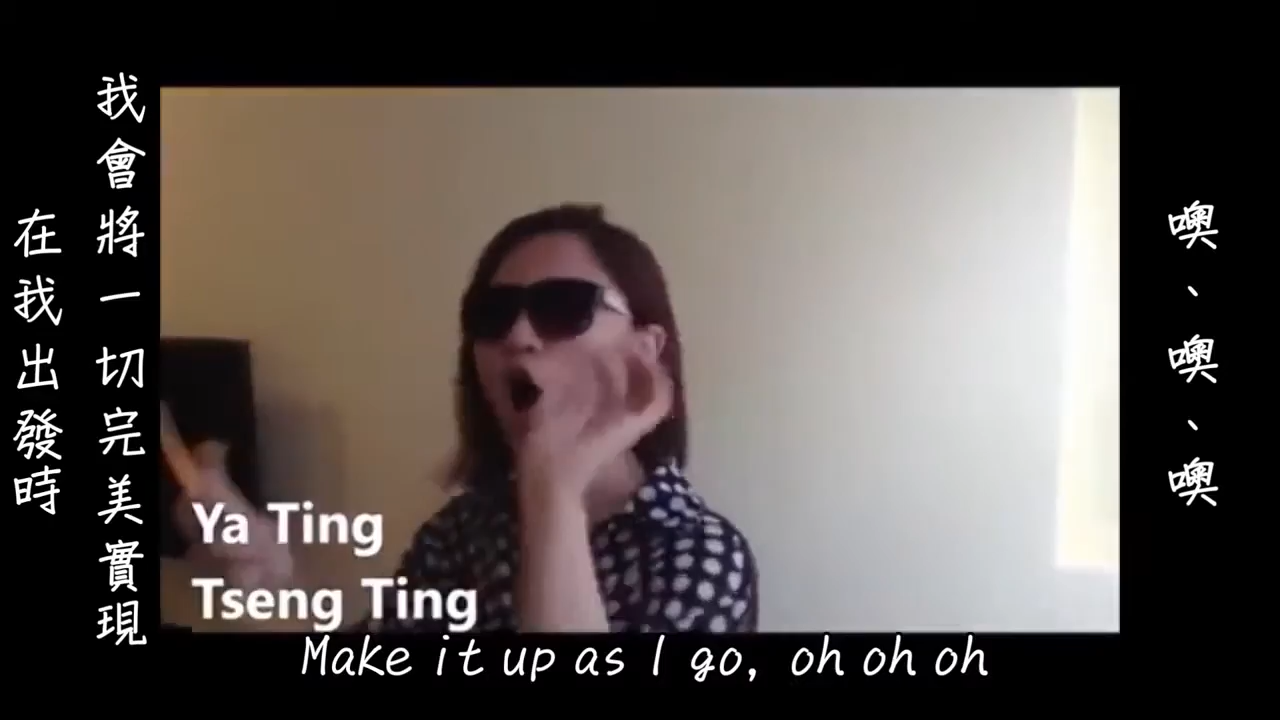 我會將一切完美實現
在我出發時
噢、噢、噢
Ya Ting
Tseng Ting
Make it up as I go, oh oh oh